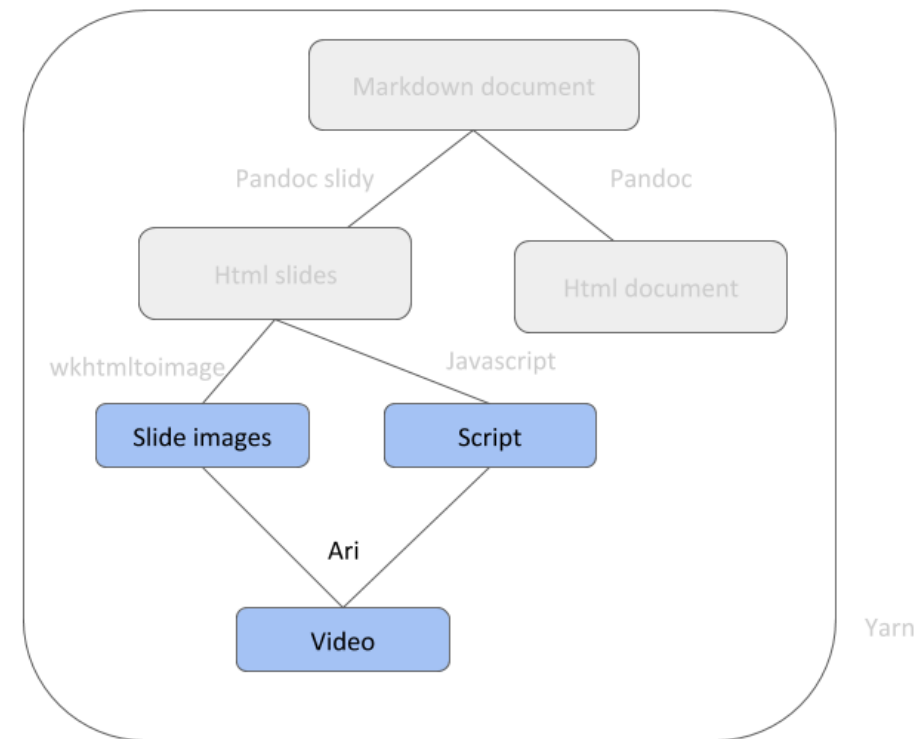 Markdown document
Pandoc slidy
Pandoc
Html slides
Html document
wkhtmltoimage
Javascript
Slide images
Script
Ari
Video
Yarn